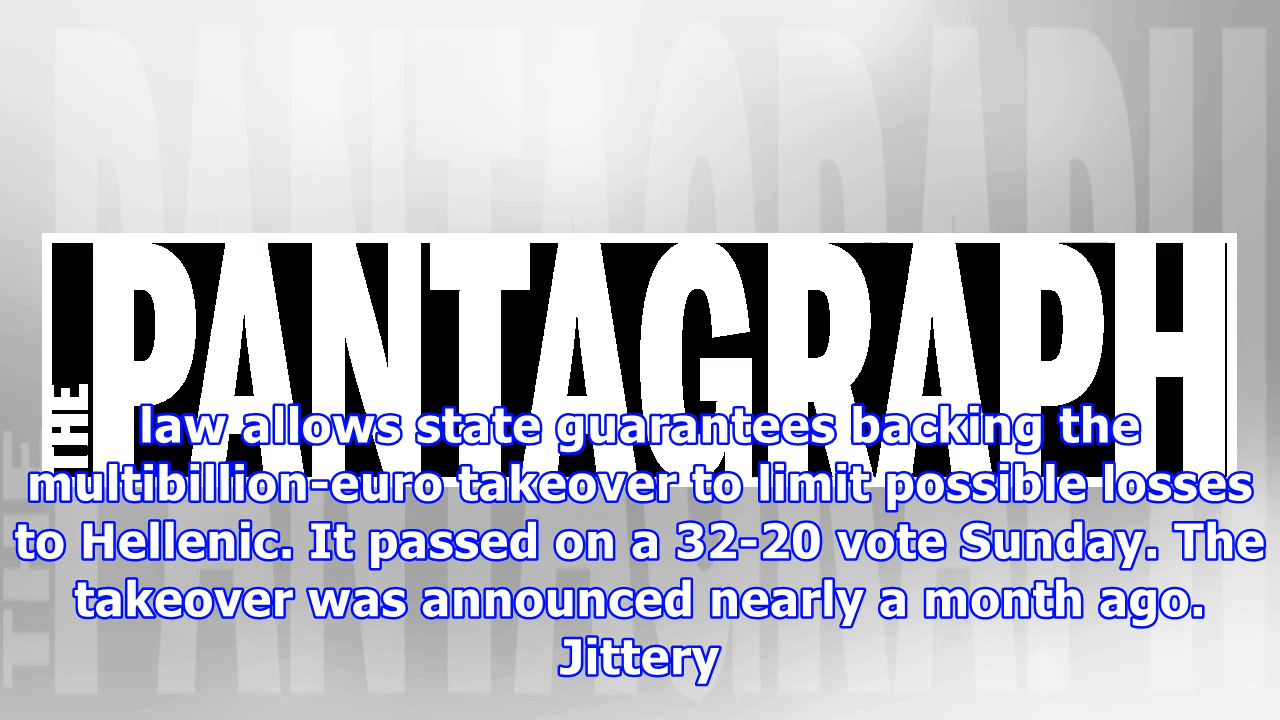 THE PANTAGRAPH
law allows state guarantees backing the
multibillion-euro takeover to limit possible losses
to Hellenic. It passed on a 32-20 vote Sunday. The
takeover was announced nearly a month ago.
Jittery